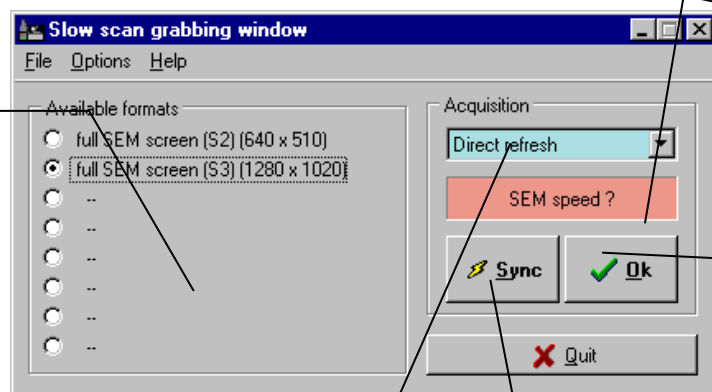 Slow scan grabbing window
File Options Help
Available formats
full SEM screen (S2) (640 x 510)
full SEM screen (S3) (1280 x 1020)
--
--
--
--
--
--
Acquisition
Direct refresh
SEM speed ?
Sync
Ok
Quit